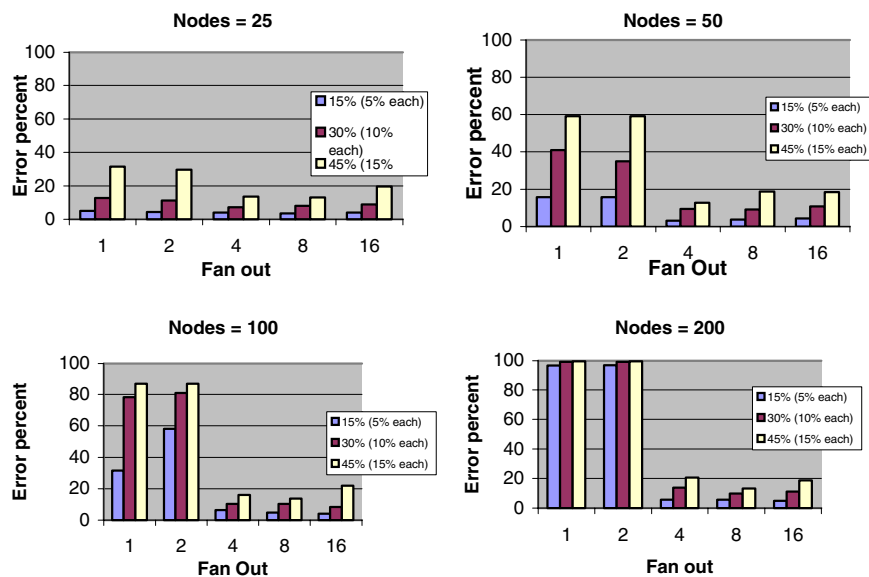 Nodes = 25
100
80
60
40
20
0
Error percent
15% (5% each)
30% (10%
each)
45% (15%
1 2 4 8 16
Fan out
Nodes = 50
100
80
60
40
20
0
Error percent
15% (5% each)
30% (10% each)
45% (15% each)
1 2 4 8 16
Fan Out
Nodes = 100
100
80
60
40
20
0
Error percent
15% (5% each)
30% (10% each)
45% (15% each)
1 2 4 8 16
Fan Out
Nodes = 200
100
80
60
40
20
0
Error percent
15% (5% each)
30% (10% each)
45% (15% each)
1 2 4 8 16
Fan out